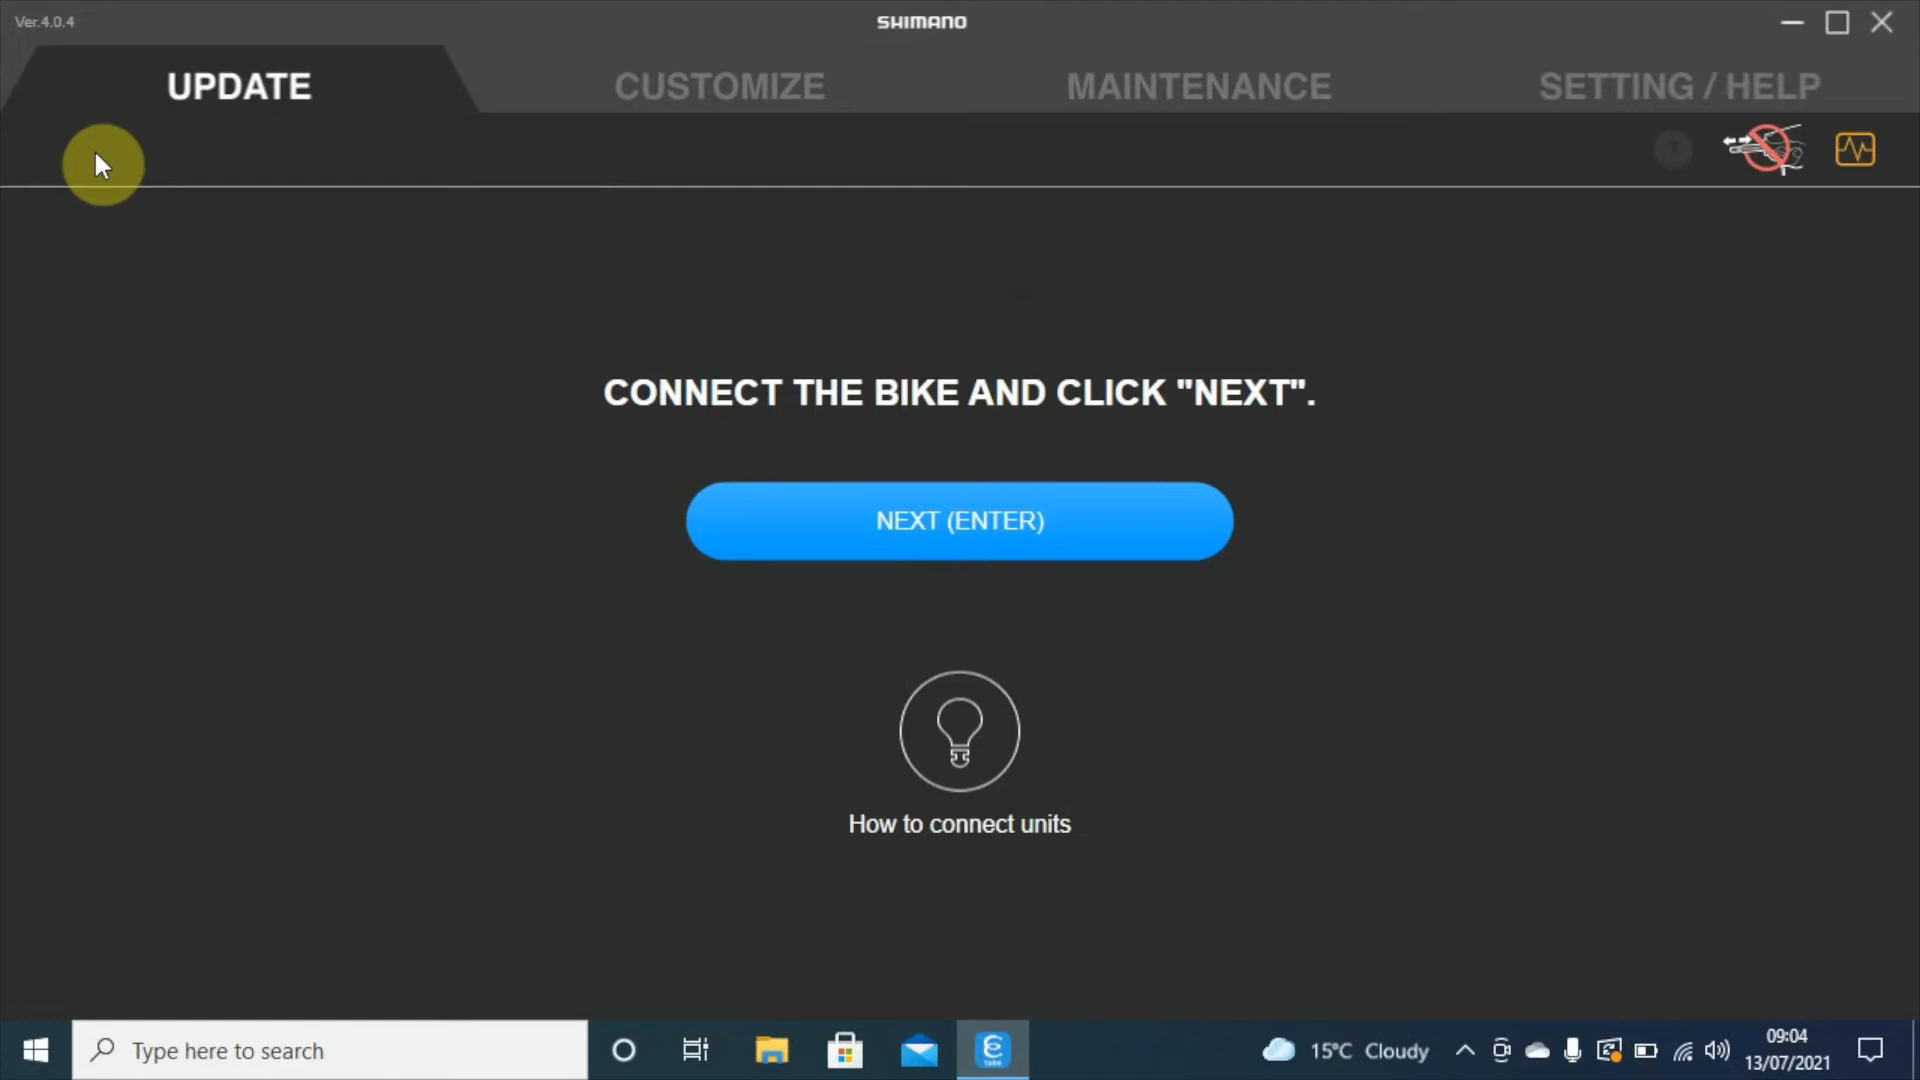 Ver.4.0.4
SHIMANO
UPDATE
CUSTOMIZE
MAINTENANCE
SETTING / HELP
?
CONNECT THE BIKE AND CLICK "NEXT".
NEXT (ENTER)
How to connect units
Type here to search
15°C Cloudy
09:04
13/07/2021